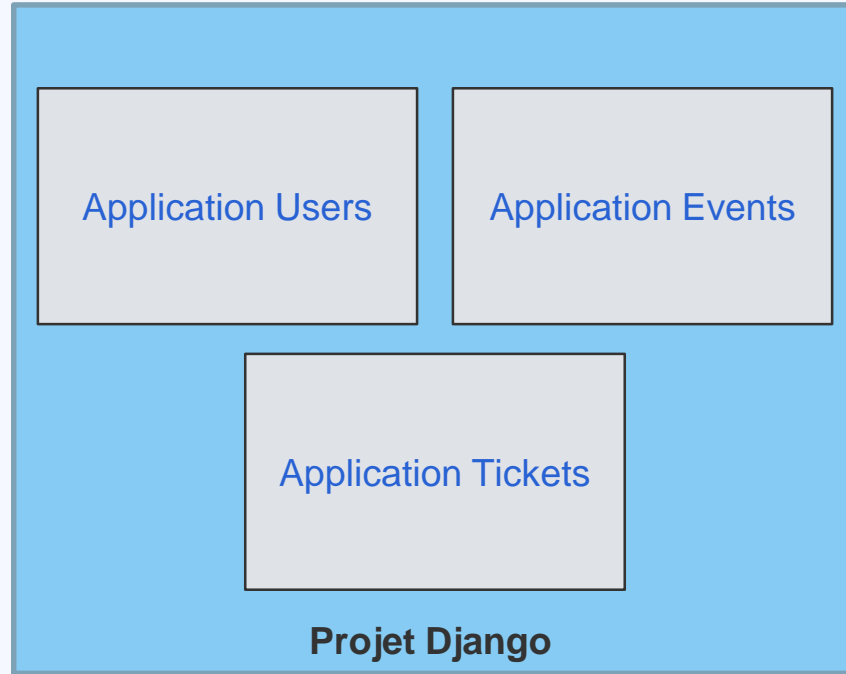 Application Users
Application Events
Application Tickets
Projet Django